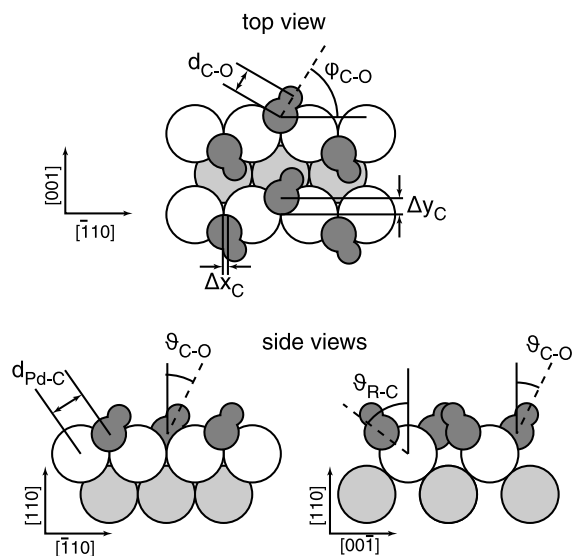 top view
d_C-O
φ_C-O
[001]
[1̅10]
Δy_C
Δx_C
side views
d_Pd-C
ϑ_C-O
ϑ_R-C
ϑ_C-O
[110]
[1̅10]
[110]
[001̅]